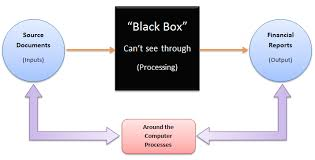 Source
Documents
(Inputs)
“Black Box”
Can’t see through
(Processing)
Financial
Reports
(Output)
Around the
Computer
Processes